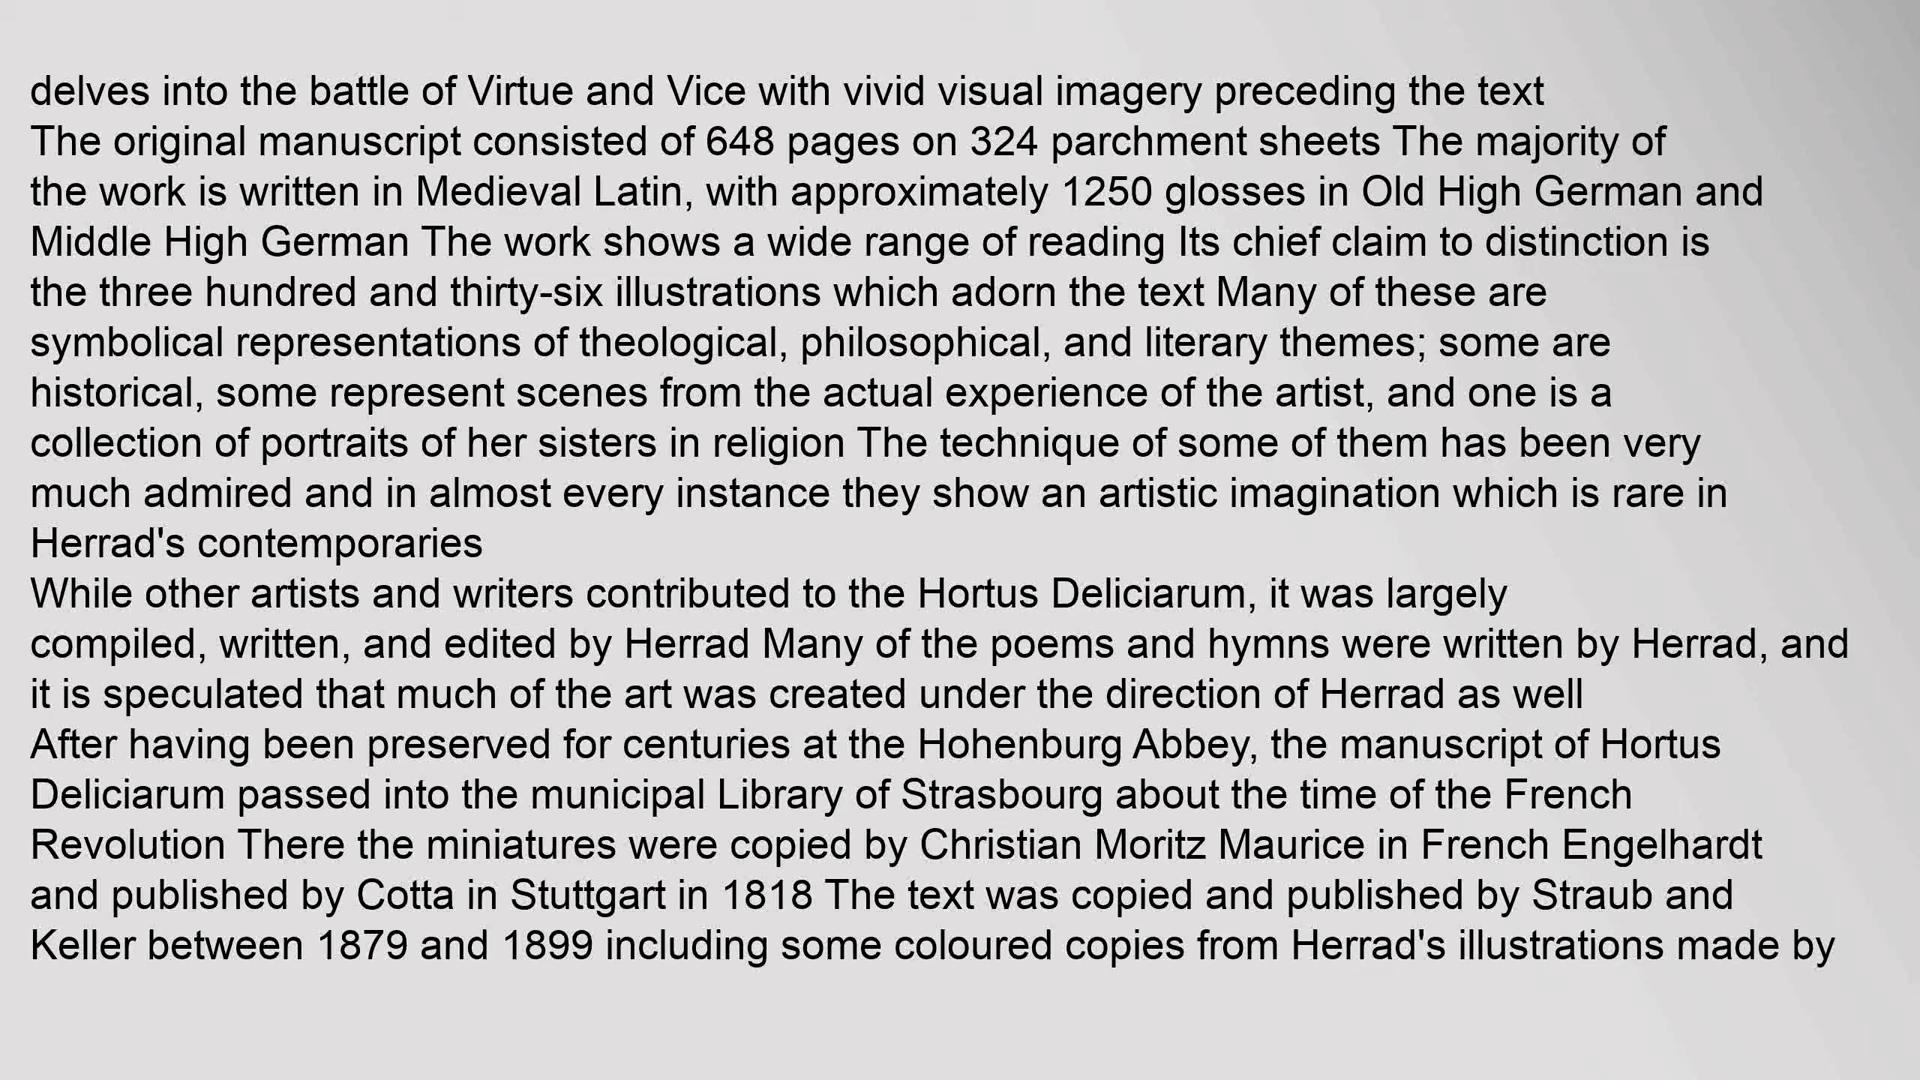 delves into the battle of Virtue and Vice with vivid visual imagery preceding the text
The original manuscript consisted of 648 pages on 324 parchment sheets The majority of
the work is written in Medieval Latin, with approximately 1250 glosses in Old High German and
Middle High German The work shows a wide range of reading Its chief claim to distinction is
the three hundred and thirty-six illustrations which adorn the text Many of these are
symbolical representations of theological, philosophical, and literary themes; some are
historical, some represent scenes from the actual experience of the artist, and one is a
collection of portraits of her sisters in religion The technique of some of them has been very
much admired and in almost every instance they show an artistic imagination which is rare in
Herrad's contemporaries
While other artists and writers contributed to the Hortus Deliciarum, it was largely
compiled, written, and edited by Herrad Many of the poems and hymns were written by Herrad, and
it is speculated that much of the art was created under the direction of Herrad as well
After having been preserved for centuries at the Hohenburg Abbey, the manuscript of Hortus
Deliciarum passed into the municipal Library of Strasbourg about the time of the French
Revolution There the miniatures were copied by Christian Moritz Maurice in French Engelhardt
and published by Cotta in Stuttgart in 1818 The text was copied and published by Straub and
Keller between 1879 and 1899 including some coloured copies from Herrad's illustrations made by